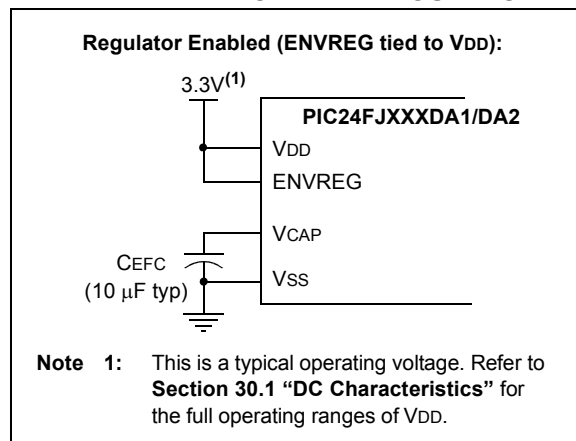 Regulator Enabled (ENVREG tied to VDD):
3.3V(1)
PIC24FJXXXDA1/DA2
VDD
ENVREG
VCAP
CEFC
(10 μF typ)
VSS
Note 1: This is a typical operating voltage. Refer to
Section 30.1 “DC Characteristics” for
the full operating ranges of VDD.